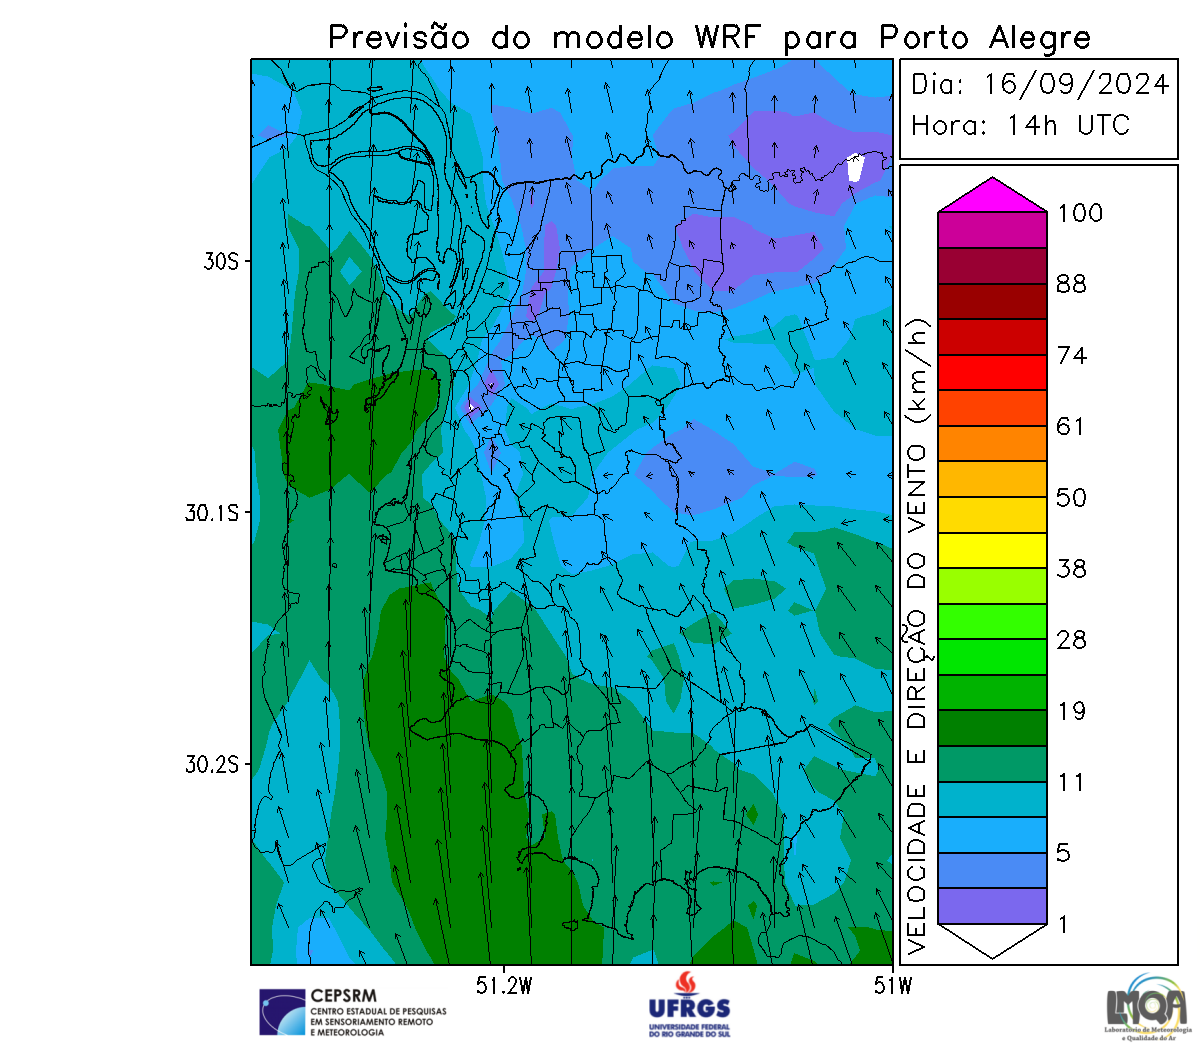 Previsão do modelo WRF para Porto Alegre
Dia: 16/09/2024
Hora: 14h UTC
30S
30.1S
30.2S
51.2W
51W
VELOCIDADE E DIREÇÃO DO VENTO (km/h)
100
88
74
61
50
38
28
19
11
5
1
CEPSRM
CENTRO ESTADUAL DE PESQUISAS
EM SENSORIAMENTO REMOTO
E METEOROLOGIA
UFRGS
UNIVERSIDADE FEDERAL
DO RIO GRANDE DO SUL
LMQA
Laboratório de Meteorologia
e Qualidade do Ar